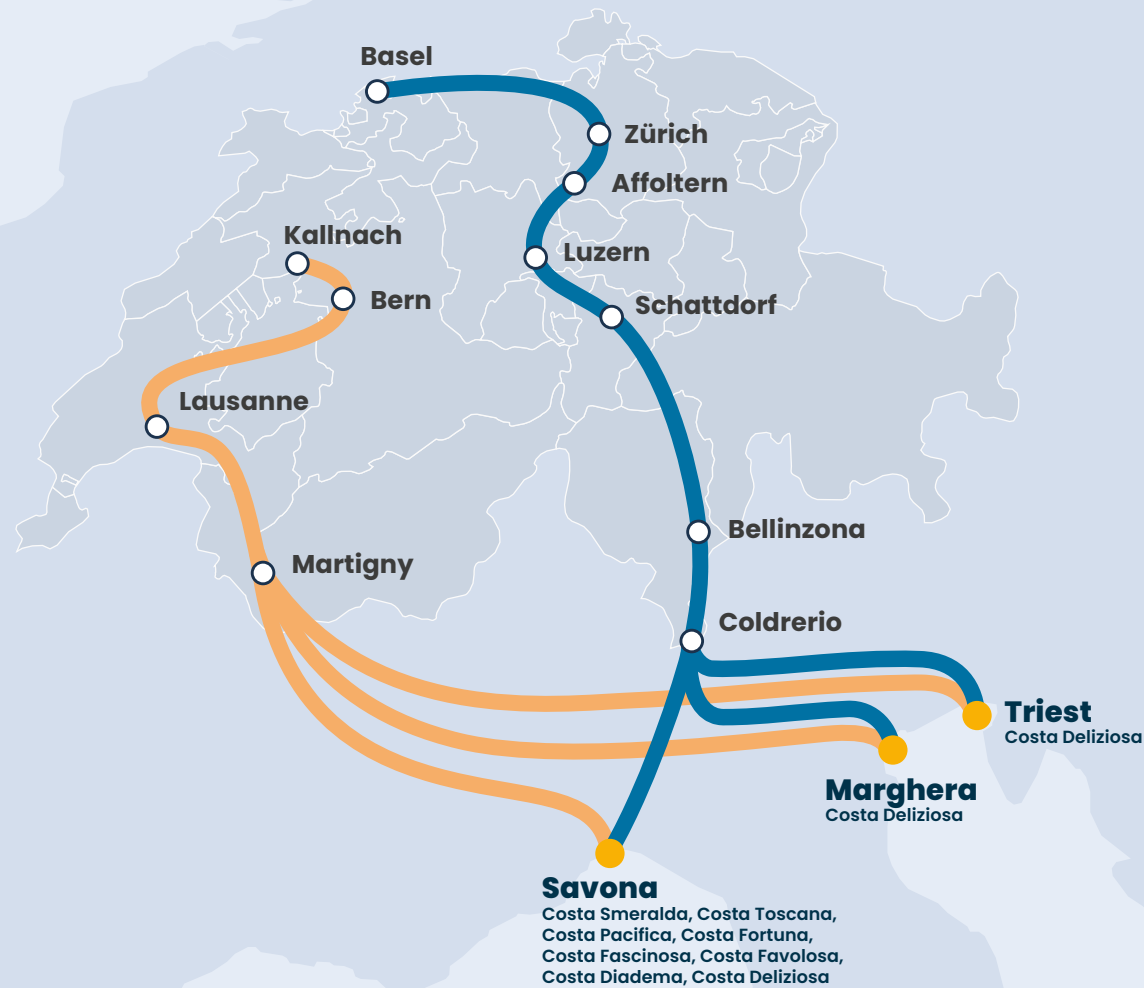 Basel
Zürich
Affoltern
Kallnach
Luzern
Bern
Schattdorf
Lausanne
Bellinzona
Martigny
Coldrerio
Triest
Costa Deliziosa
Marghera
Costa Deliziosa
Savona
Costa Smeralda, Costa Toscana,
Costa Pacifica, Costa Fortuna,
Costa Fascinosa, Costa Favolosa,
Costa Diadema, Costa Deliziosa